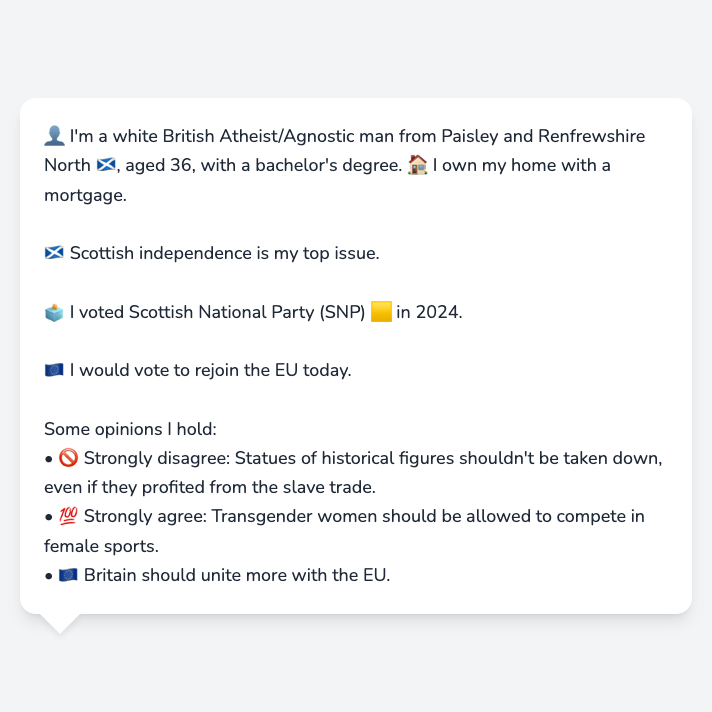 👤 I'm a white British Atheist/Agnostic man from Paisley and Renfrewshire
North 🏴󠁧󠁢󠁳󠁣󠁴󠁿, aged 36, with a bachelor's degree. 🏠 I own my home with a
mortgage.
🏴󠁧󠁢󠁳󠁣󠁴󠁿 Scottish independence is my top issue.
🗳️ I voted Scottish National Party (SNP) 🟨 in 2024.
🇪🇺 I would vote to rejoin the EU today.
Some opinions I hold:
• 🚫 Strongly disagree: Statues of historical figures shouldn't be taken down,
even if they profited from the slave trade.
• 💯 Strongly agree: Transgender women should be allowed to compete in
female sports.
• 🇪🇺 Britain should unite more with the EU.